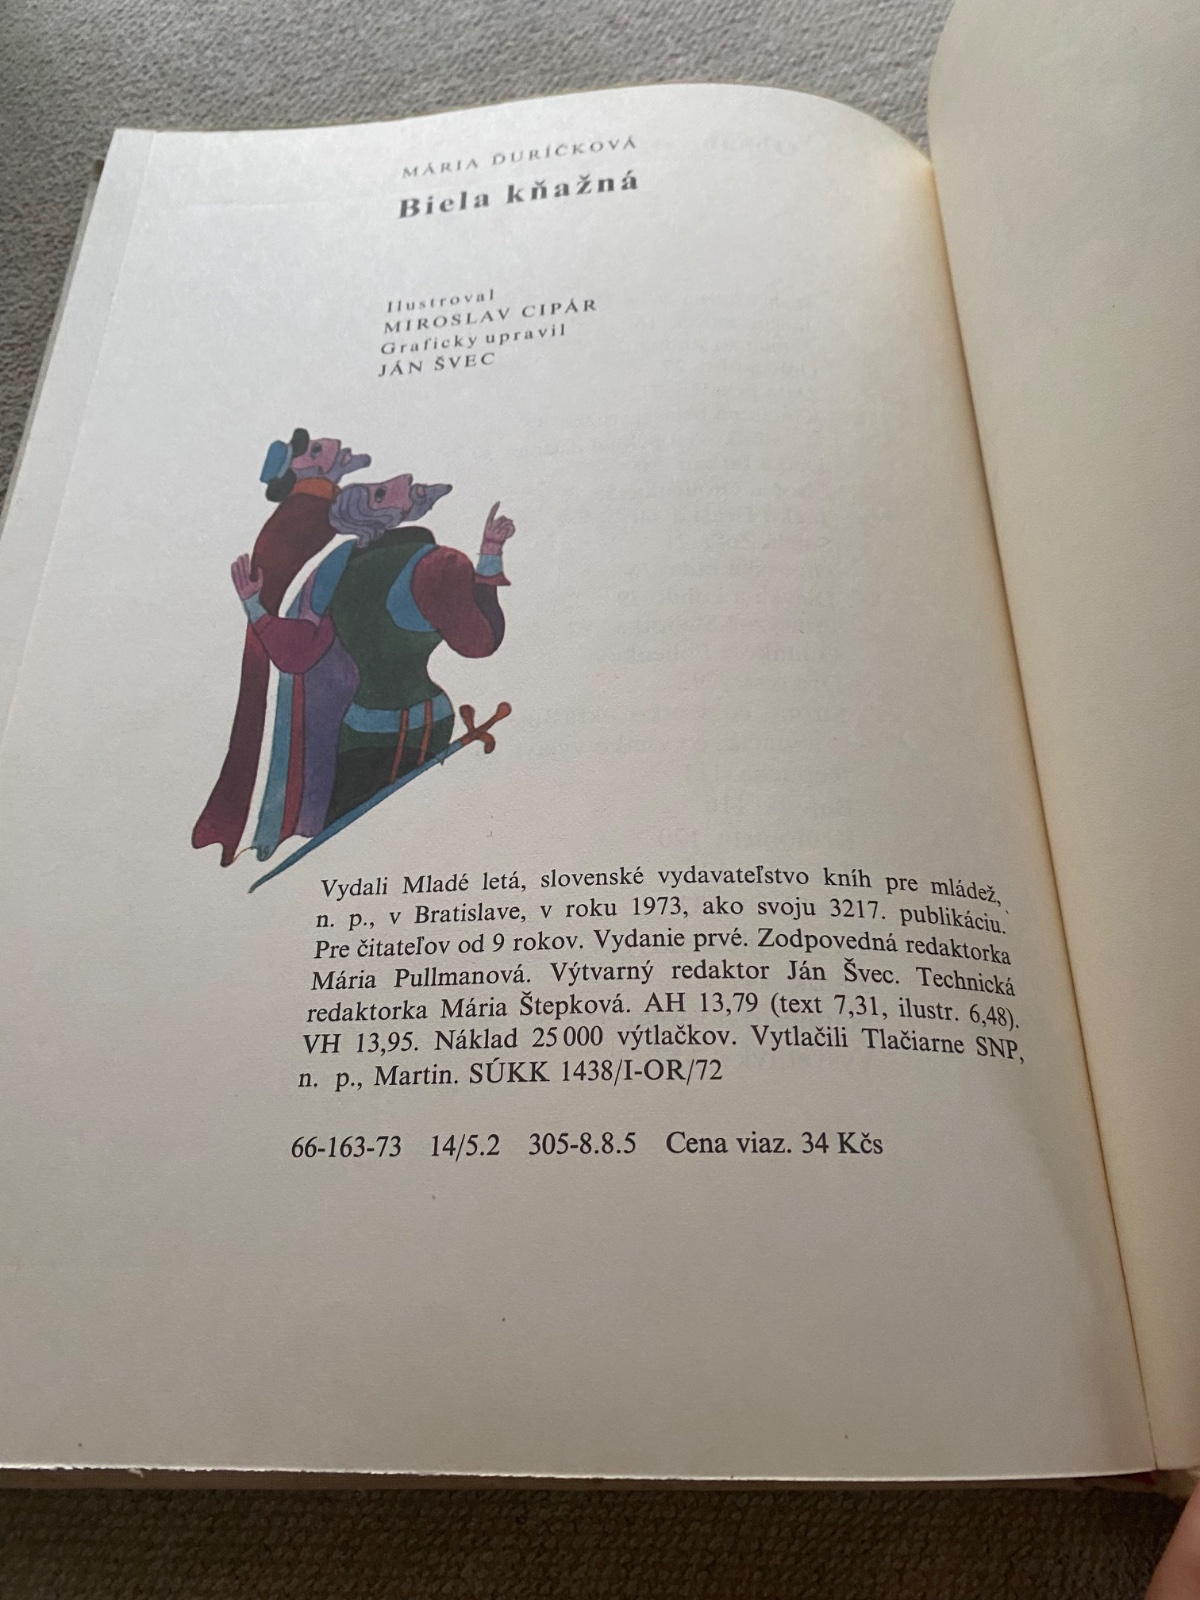 MÁRIA ĎURÍČKOVÁ
Biela kňažná
Ilustroval
MIROSLAV CIPÁR
Graficky upravil
JÁN ŠVEC
Vydali Mladé letá, slovenské vydavateľstvo kníh pre mládež,
n. p., v Bratislave, v roku 1973, ako svoju 3217. publikáciu.
Pre čitateľov od 9 rokov. Vydanie prvé. Zodpovedná redaktorka
Mária Pullmanová. Výtvarný redaktor Ján Švec. Technická
redaktorka Mária Štepková. AH 13,79 (text 7,31, ilustr. 6,48).
VH 13,95. Náklad 25 000 výtlačkov. Vytlačili Tlačiarne SNP,
n. p., Martin. SÚKK 1438/I-OR/72
66-163-73 14/5.2 305-8.8.5 Cena viaz. 34 Kčs